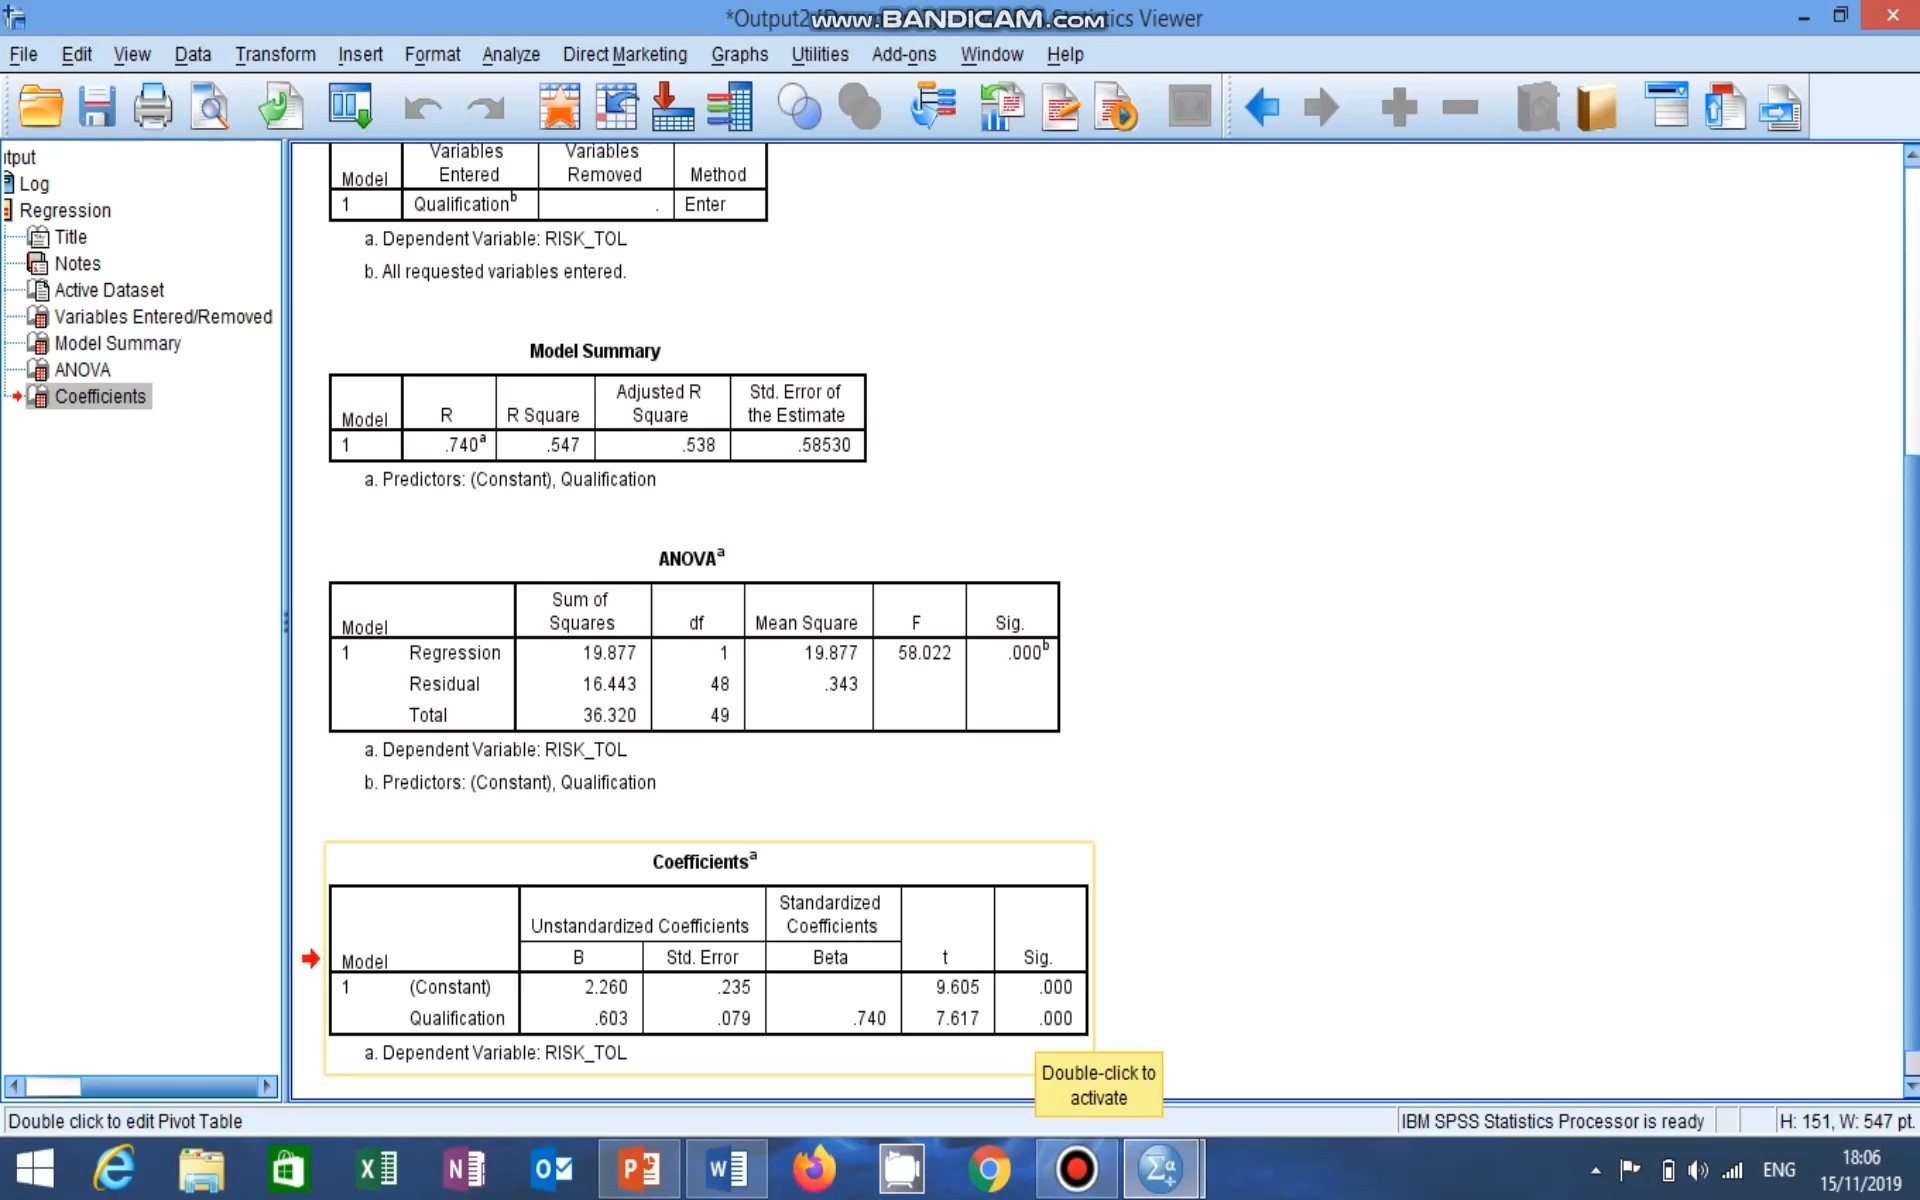 *Output2 [D
www.BANDICAM.com
tics Viewer
File Edit View Data Transform Insert Format Analyze Direct Marketing Graphs Utilities Add-ons Window Help
tput
Log
Regression
Title
Notes
Active Dataset
Variables Entered/Removed
Model Summary
ANOVA
Coefficients
Variables Variables
Model Entered Removed Method
1 Qualification^b . Enter
a. Dependent Variable: RISK_TOL
b. All requested variables entered.
Model Summary
Adjusted R Std. Error of
Model R R Square Square the Estimate
1 .740^a .547 .538 .58530
a. Predictors: (Constant), Qualification
ANOVA^a
Sum of
Model Squares df Mean Square F Sig.
1 Regression 19.877 1 19.877 58.022 .000^b
Residual 16.443 48 .343
Total 36.320 49
a. Dependent Variable: RISK_TOL
b. Predictors: (Constant), Qualification
Coefficients^a
Standardized
Unstandardized Coefficients Coefficients
Model B Std. Error Beta t Sig.
1 (Constant) 2.260 .235 9.605 .000
Qualification .603 .079 .740 7.617 .000
a. Dependent Variable: RISK_TOL
Double-click to
activate
Double click to edit Pivot Table
IBM SPSS Statistics Processor is ready
H: 151, W: 547 pt.
ENG
18:06
15/11/2019